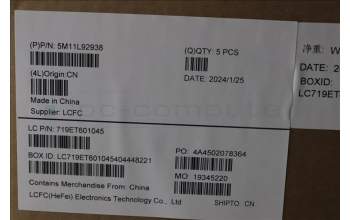 (P)P/N: 5M11L92938
(Q)QTY: 5 PCS
净重: W
(4L)Origin:CN
DATE: 2024/1/25
DATE: 20
BOXID:
LC719ET
Made in China
Supplier: LCFC
LC P/N: 719ET601045
PO: 4A4502078364
BOX ID: LC719ET601045404448221
MO: 19345220
Contains Merchandise From: China
SHIPTO: CN
LCFC(HeFei) Electronics Technology Co., Ltd